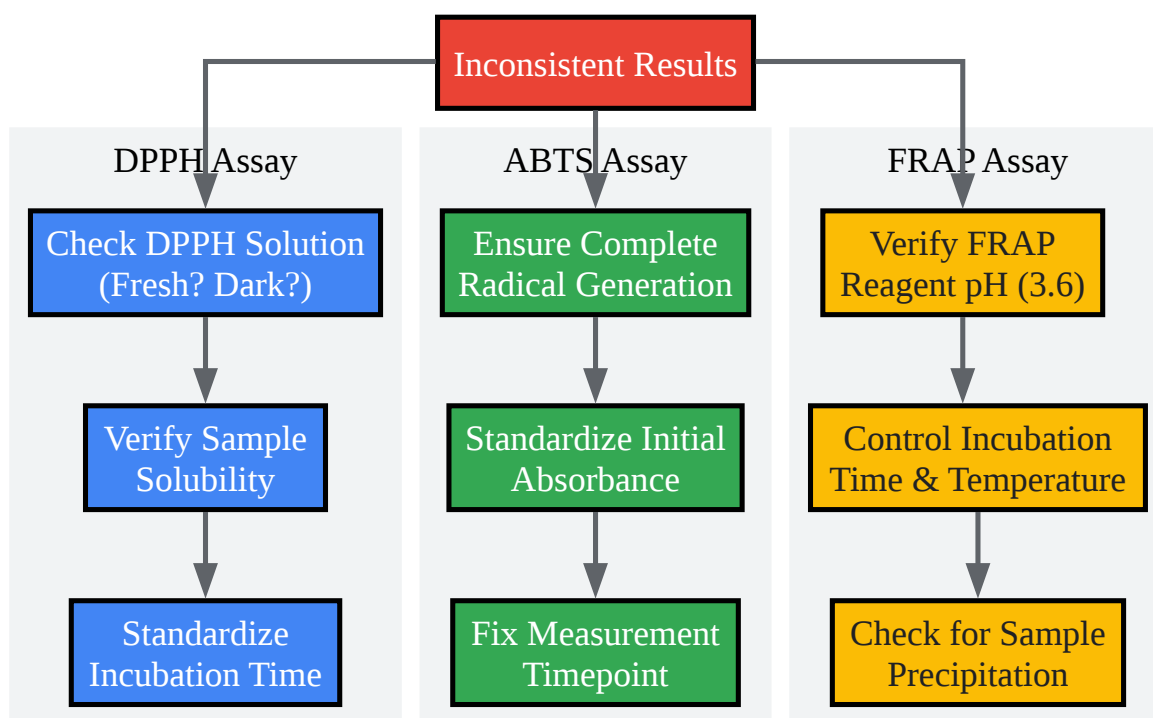 Inconsistent Results
DPPH Assay
Check DPPH Solution
(Fresh? Dark?)
Verify Sample
Solubility
Standardize
Incubation Time
ABTS Assay
Ensure Complete
Radical Generation
Standardize Initial
Absorbance
Fix Measurement
Timepoint
FRAP Assay
Verify FRAP
Reagent pH (3.6)
Control Incubation
Time & Temperature
Check for Sample
Precipitation